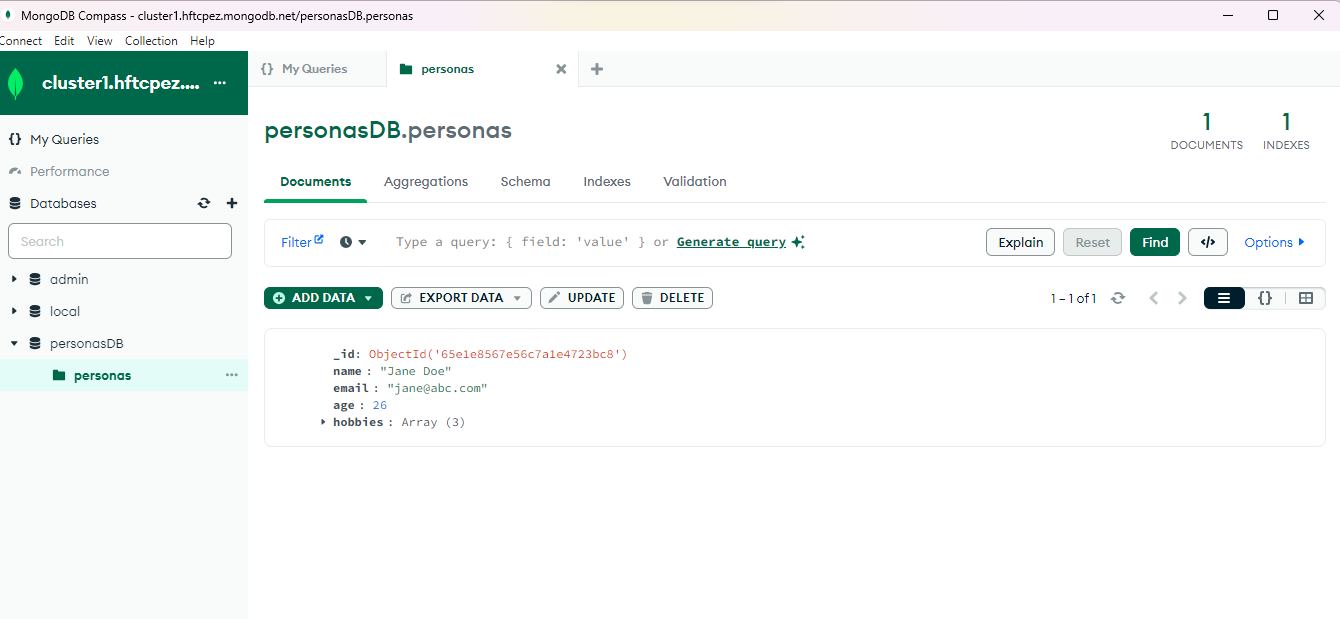 MongoDB Compass - cluster1.hftcpez.mongodb.net/personasDB.personas
Connect Edit View Collection Help
cluster1.hftcpez.... ...
My Queries
Performance
Databases
Search
admin
local
personasDB
personas ...
{} My Queries
personas
personasDB.personas
1
DOCUMENTS
1
INDEXES
Documents Aggregations Schema Indexes Validation
Filter Type a query: { field: 'value' } or Generate query Explain Reset Find </> Options
ADD DATA EXPORT DATA UPDATE DELETE 1 – 1 of 1 {}
_id: ObjectId('65e1e8567e56c7a1e4723bc8')
name : "Jane Doe"
email : "jane@abc.com"
age : 26
hobbies : Array (3)